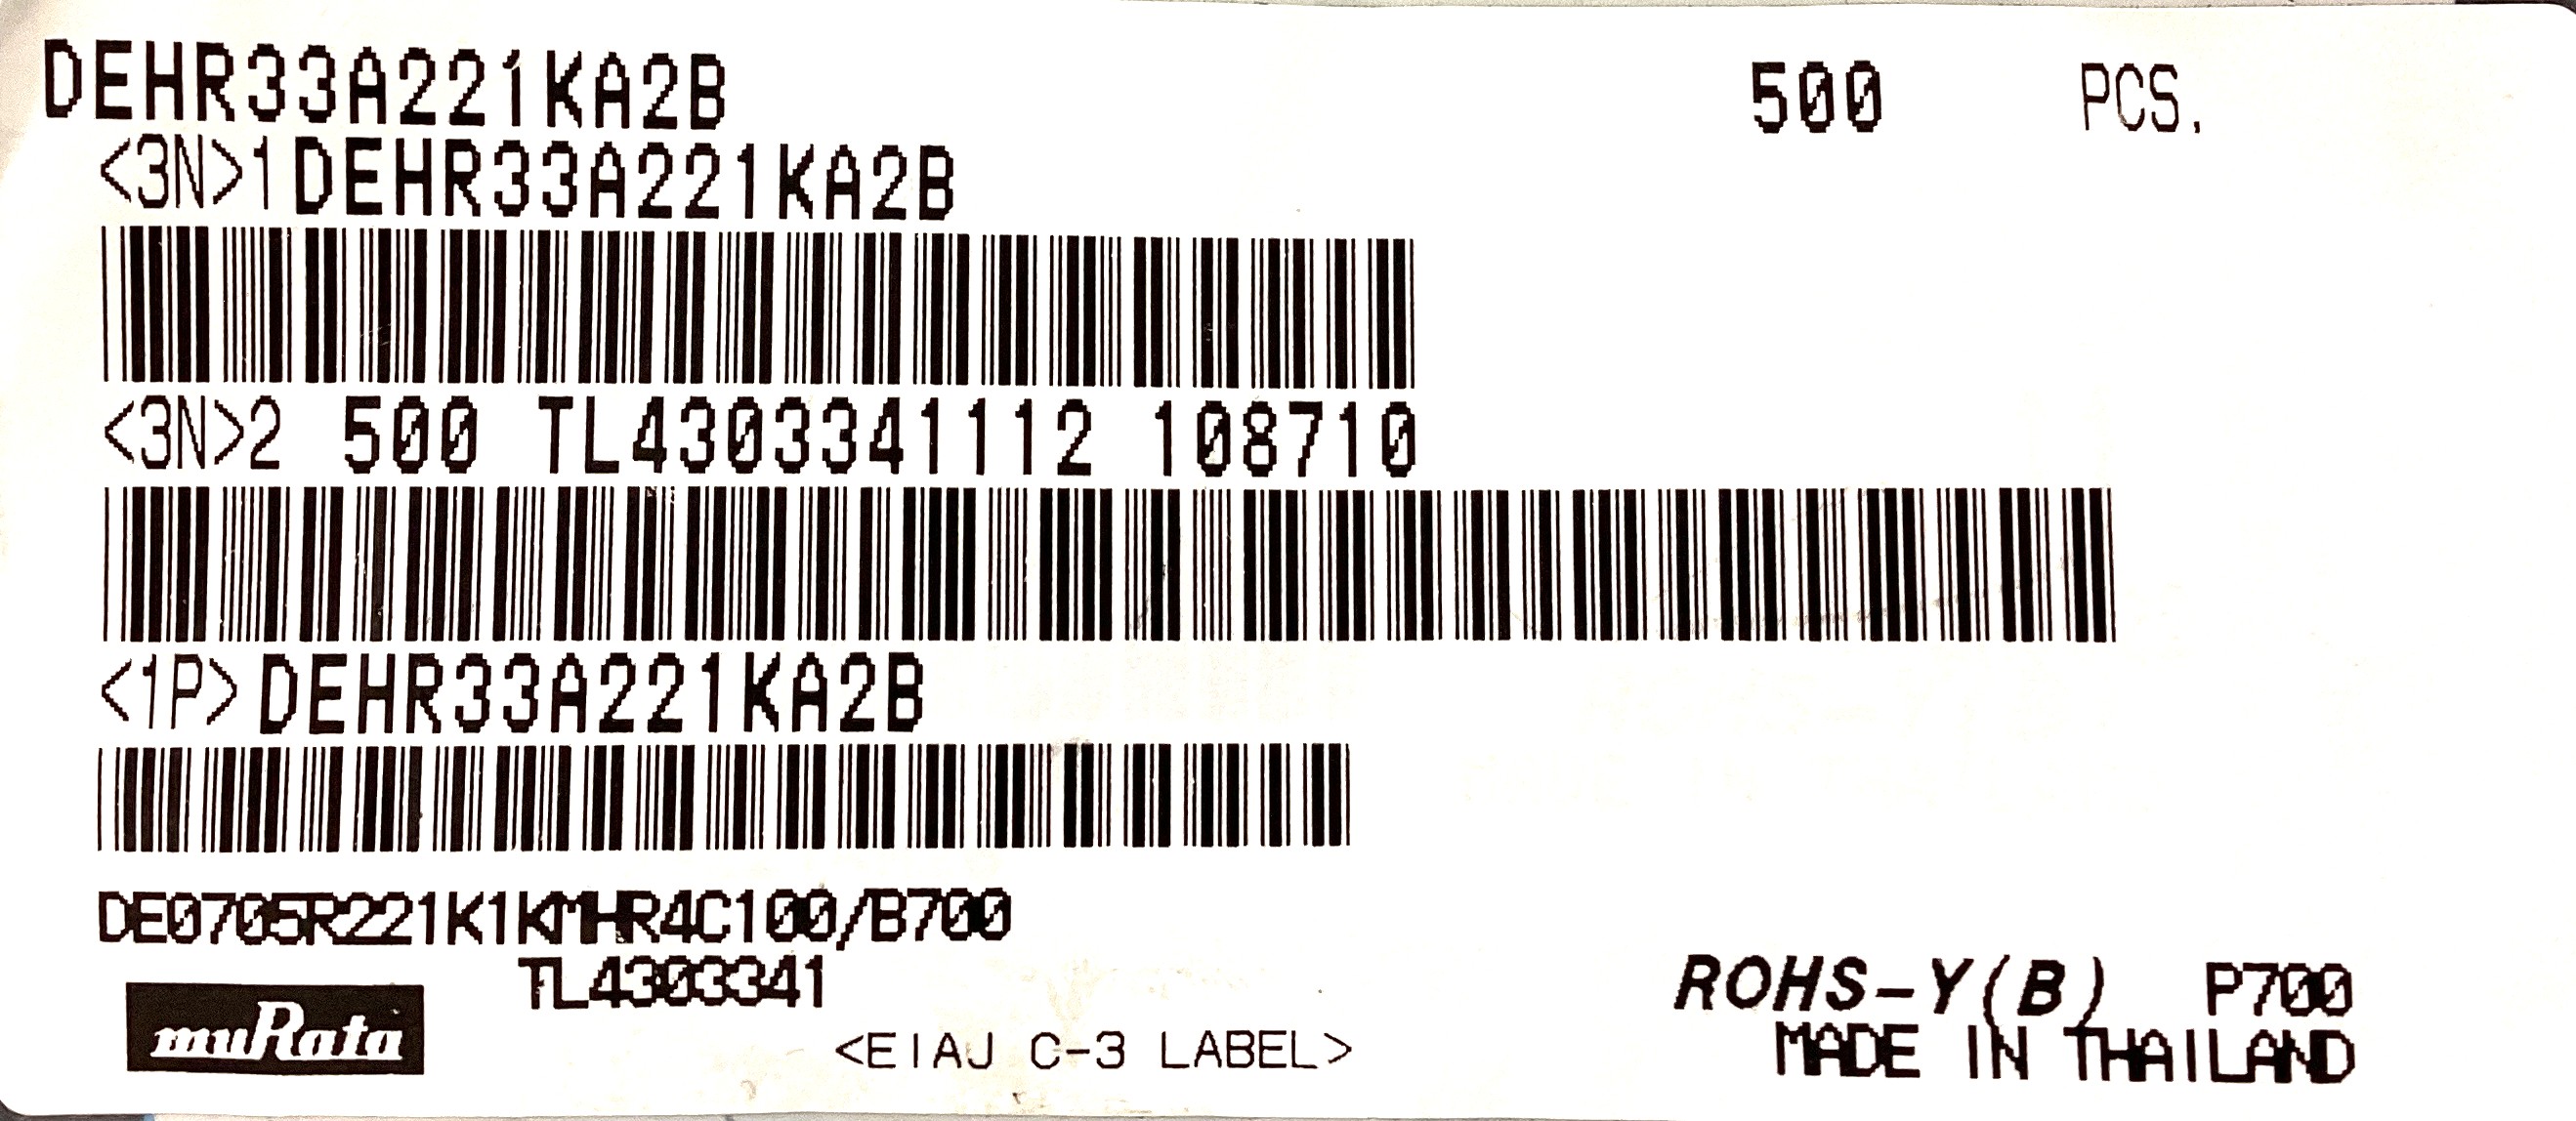 DEHR33A221KA2B 500 PCS.
<3N>1DEHR33A221KA2B
<3N>2 500 TL4303341112 108710
<1P>DEHR33A221KA2B
DE0705R221K1KMHR4C100/B700
TL4303341
ROHS-Y(B) P700
muRata
<EIAJ C-3 LABEL>
MADE IN THAILAND